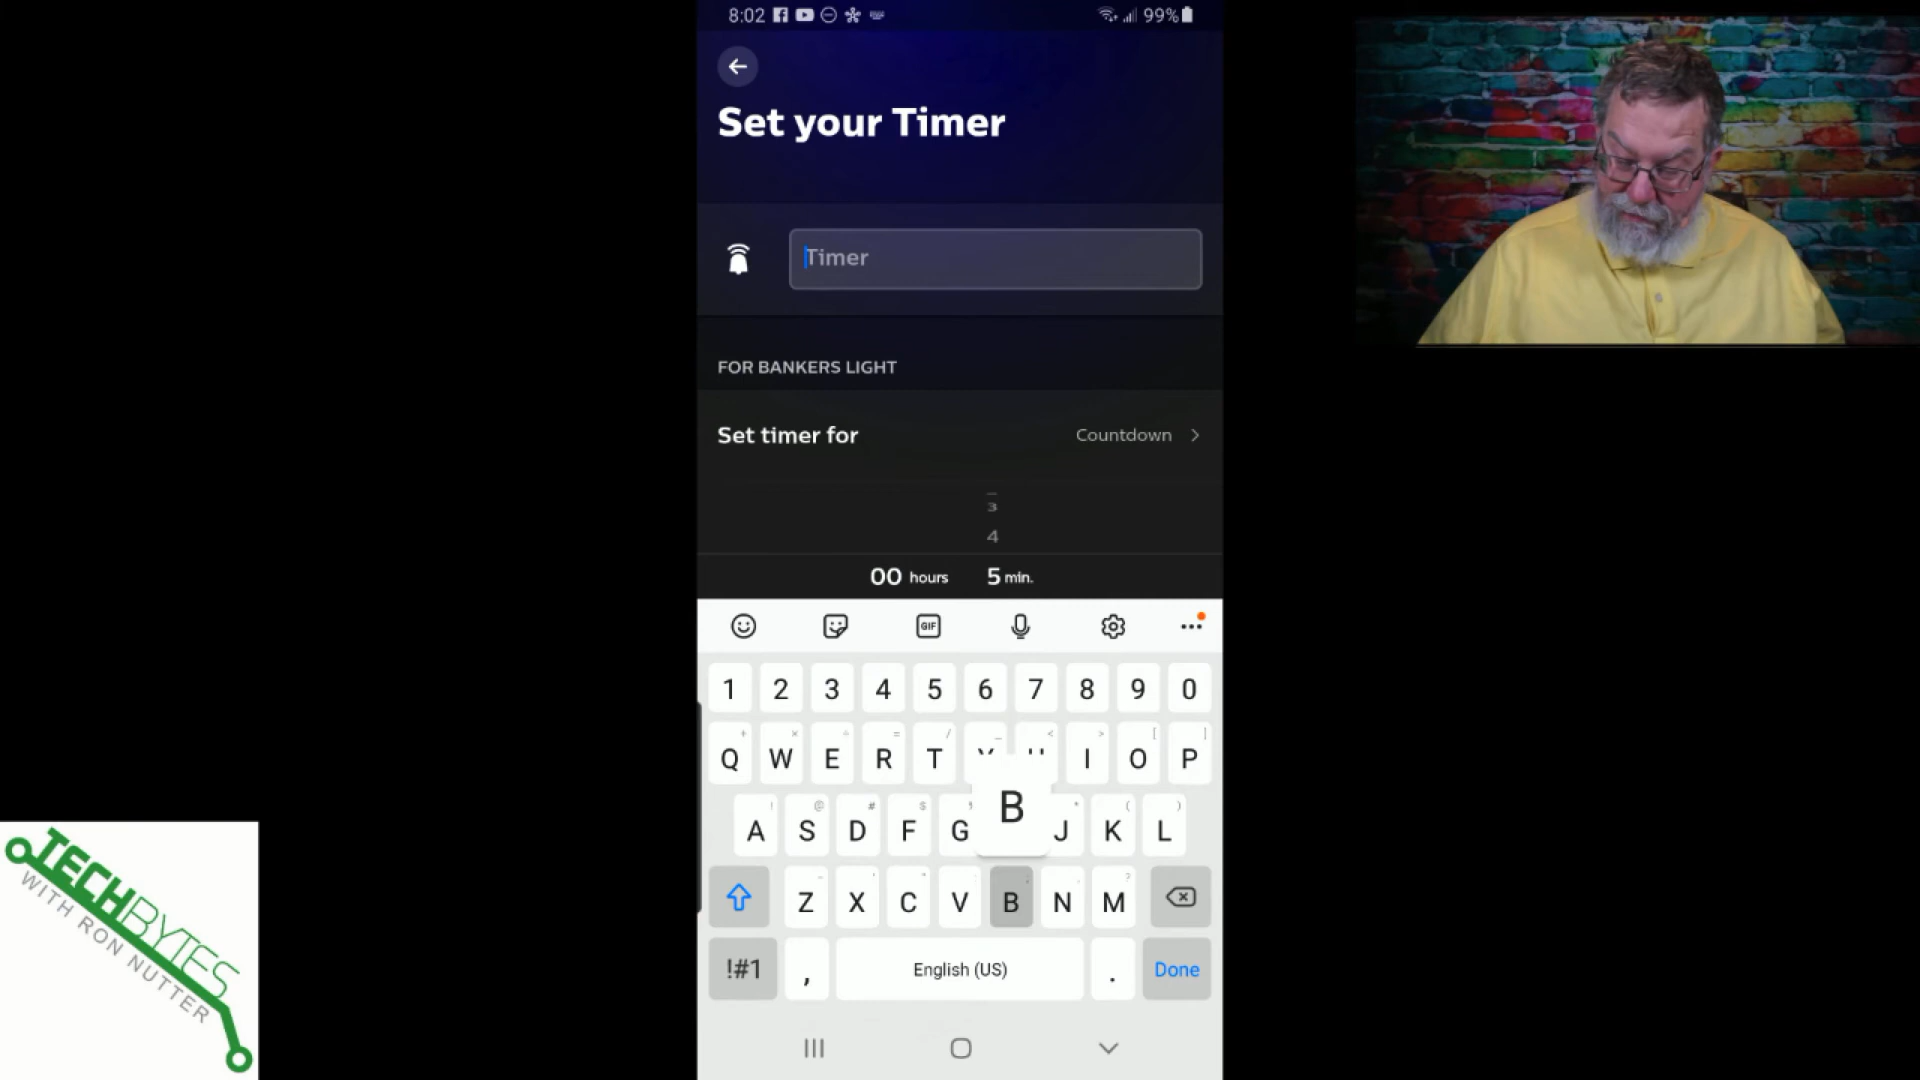 8:02
99%
Set your Timer
Timer
FOR BANKERS LIGHT
Set timer for
Countdown
3
4
00 hours 5 min.
GIF
1 2 3 4 5 6 7 8 9 0
Q W E R T Y U I O P
A S D F G B J K L
Z X C V B N M
!#1 , English (US) . Done
TECHBYTES
WITH RON NUTTER